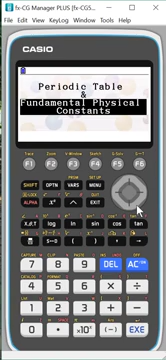 fx-CG Manager PLUS [fx-CG5
File Edit View KeyLog Window Tools
CASIO
Periodic Table
&
Fundamental Physical
Constants
F1 F2 F3 F4 F5 F6
SHIFT OPTN VARS MENU
ALPHA x² ^ EXIT
X,θ,T log ln sin cos tan
( ) , →
7 8 9 DEL AC
4 5 6 × ÷
1 2 3 + −
0 . ×10ˣ (−) EXE